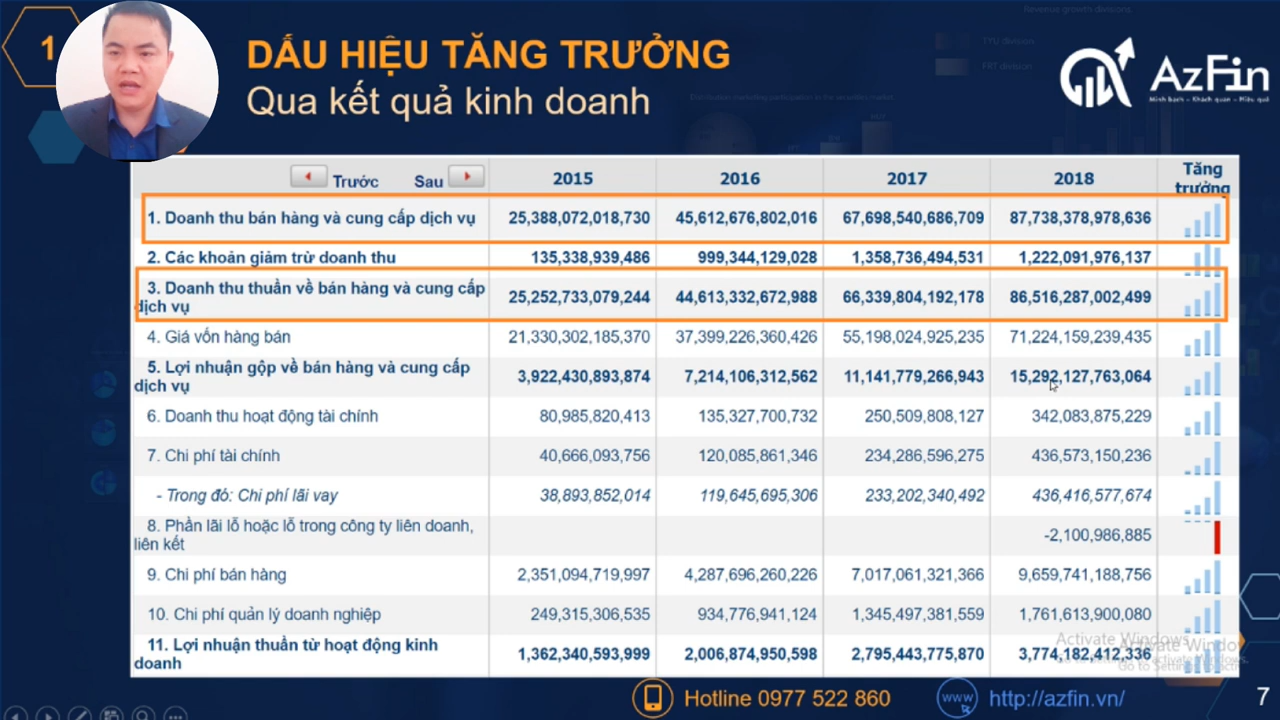 1
DẤU HIỆU TĂNG TRƯỞNG
Qua kết quả kinh doanh
Revenue growth divisions
TYU division
FRT division
AzFin
Minh bạch - Khách quan - Hiệu quả
Trước Sau 2015 2016 2017 2018 Tăng trưởng
1. Doanh thu bán hàng và cung cấp dịch vụ 25,388,072,018,730 45,612,676,802,016 67,698,540,686,709 87,738,378,978,636
2. Các khoản giảm trừ doanh thu 135,338,939,486 999,344,129,028 1,358,736,494,531 1,222,091,976,137
3. Doanh thu thuần về bán hàng và cung cấp
dịch vụ 25,252,733,079,244 44,613,332,672,988 66,339,804,192,178 86,516,287,002,499
4. Giá vốn hàng bán 21,330,302,185,370 37,399,226,360,426 55,198,024,925,235 71,224,159,239,435
5. Lợi nhuận gộp về bán hàng và cung cấp
dịch vụ 3,922,430,893,874 7,214,106,312,562 11,141,779,266,943 15,292,127,763,064
6. Doanh thu hoạt động tài chính 80,985,820,413 135,327,700,732 250,509,808,127 342,083,875,229
7. Chi phí tài chính 40,666,093,756 120,085,861,346 234,286,596,275 436,573,150,236
- Trong đó: Chi phí lãi vay 38,893,852,014 119,645,695,306 233,202,340,492 436,416,577,674
8. Phần lãi lỗ hoặc lỗ trong công ty liên doanh,
liên kết -2,100,986,885
9. Chi phí bán hàng 2,351,094,719,997 4,287,696,260,226 7,017,061,321,366 9,659,741,188,756
10. Chi phí quản lý doanh nghiệp 249,315,306,535 934,776,941,124 1,345,497,381,559 1,761,613,900,080
11. Lợi nhuận thuần từ hoạt động kinh
doanh 1,362,340,593,999 2,006,874,950,598 2,795,443,775,870 3,774,182,412,336
Activate Windows
Hotline 0977 522 860
www
http://azfin.vn/
7